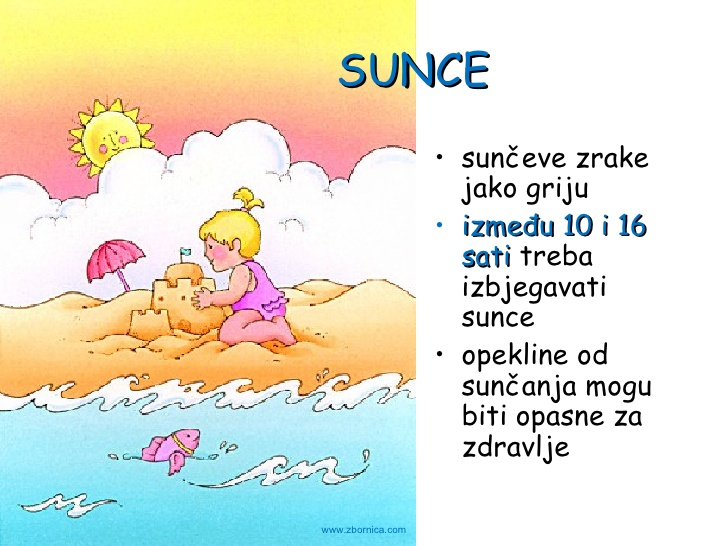 SUNCE
• sunčeve zrake
jako griju
• između 10 i 16
sati treba
izbjegavati
sunce
• opekline od
sunčanja mogu
biti opasne za
zdravlje
www.zbornica.com